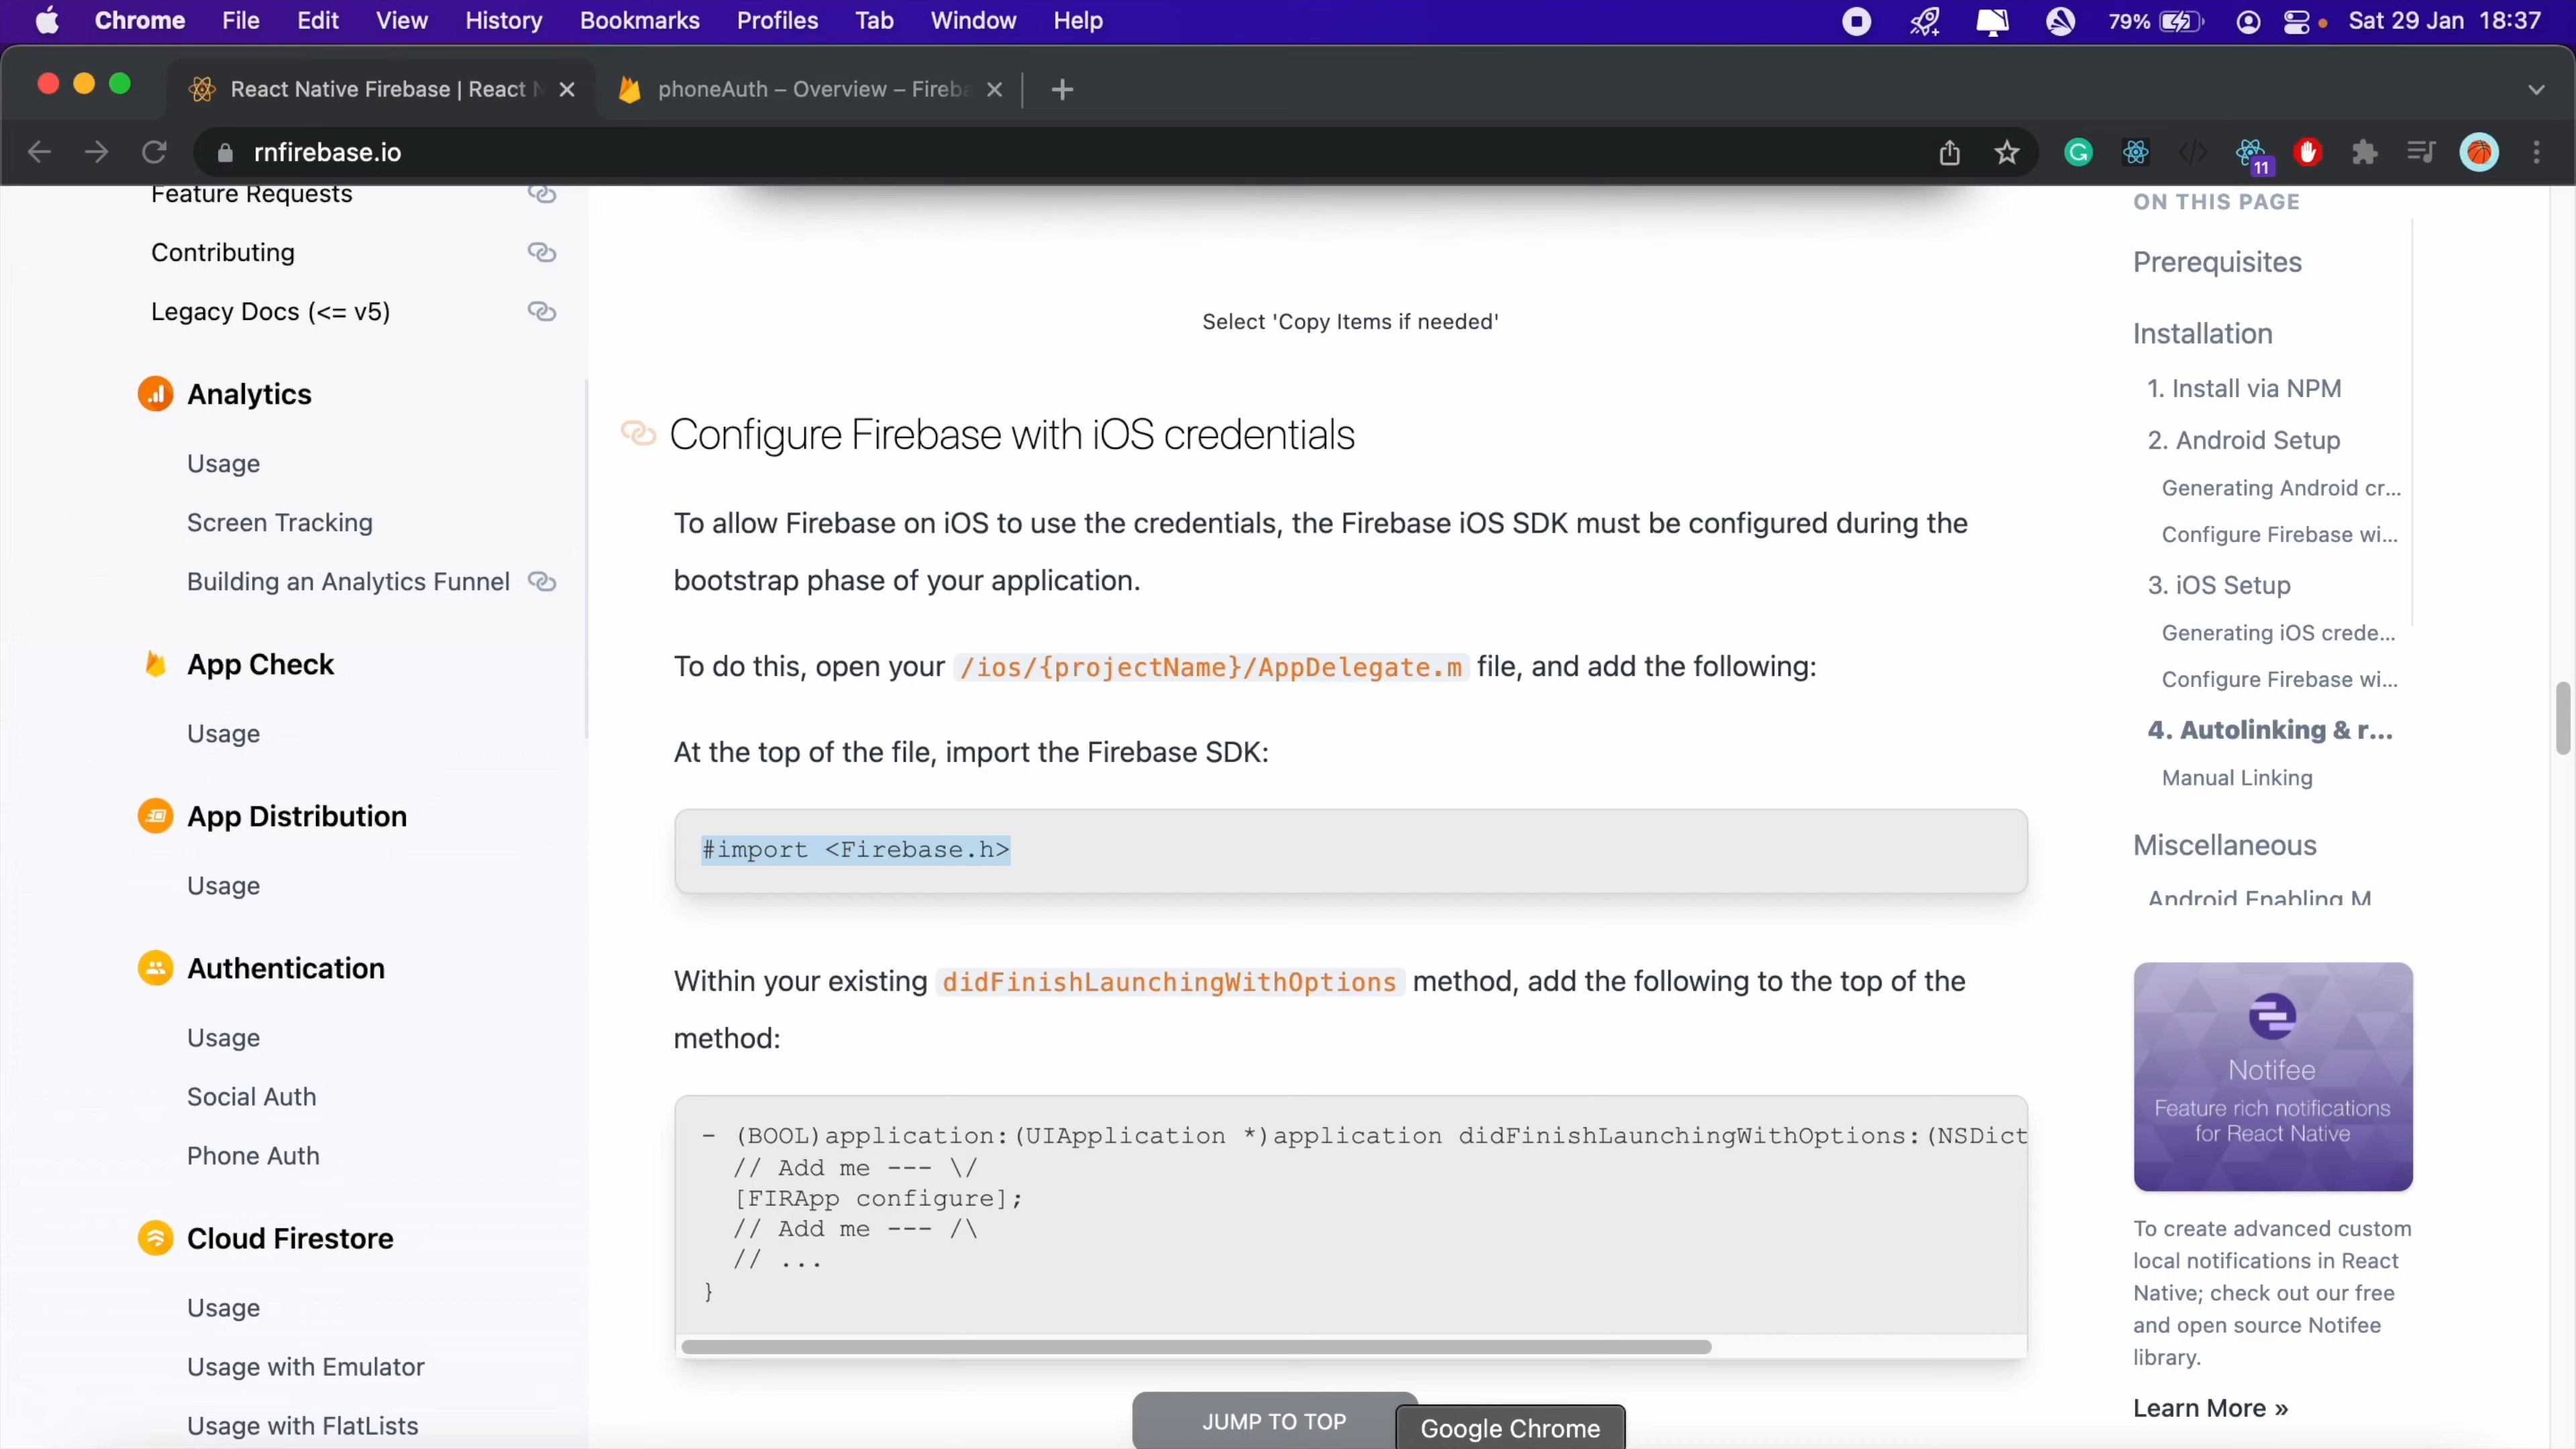 Chrome File Edit View History Bookmarks Profiles Tab Window Help 79% Sat 29 Jan 18:37
React Native Firebase | React N phoneAuth – Overview – Fireba
rnfirebase.io 11
Feature Requests
Contributing
Legacy Docs (<= v5)
Analytics
Usage
Screen Tracking
Building an Analytics Funnel
App Check
Usage
App Distribution
Usage
Authentication
Usage
Social Auth
Phone Auth
Cloud Firestore
Usage
Usage with Emulator
Usage with FlatLists
Select 'Copy Items if needed'
Configure Firebase with iOS credentials
To allow Firebase on iOS to use the credentials, the Firebase iOS SDK must be configured during the
bootstrap phase of your application.
To do this, open your /ios/{projectName}/AppDelegate.m file, and add the following:
At the top of the file, import the Firebase SDK:
#import <Firebase.h>
Within your existing didFinishLaunchingWithOptions method, add the following to the top of the
method:
- (BOOL)application:(UIApplication *)application didFinishLaunchingWithOptions:(NSDict
// Add me --- \/
[FIRApp configure];
// Add me --- /\
// ...
}
JUMP TO TOP
Google Chrome
ON THIS PAGE
Prerequisites
Installation
1. Install via NPM
2. Android Setup
Generating Android cr...
Configure Firebase wi...
3. iOS Setup
Generating iOS crede...
Configure Firebase wi...
4. Autolinking & r...
Manual Linking
Miscellaneous
Android Enabling M
Notifee
Feature rich notifications
for React Native
To create advanced custom
local notifications in React
Native; check out our free
and open source Notifee
library.
Learn More »